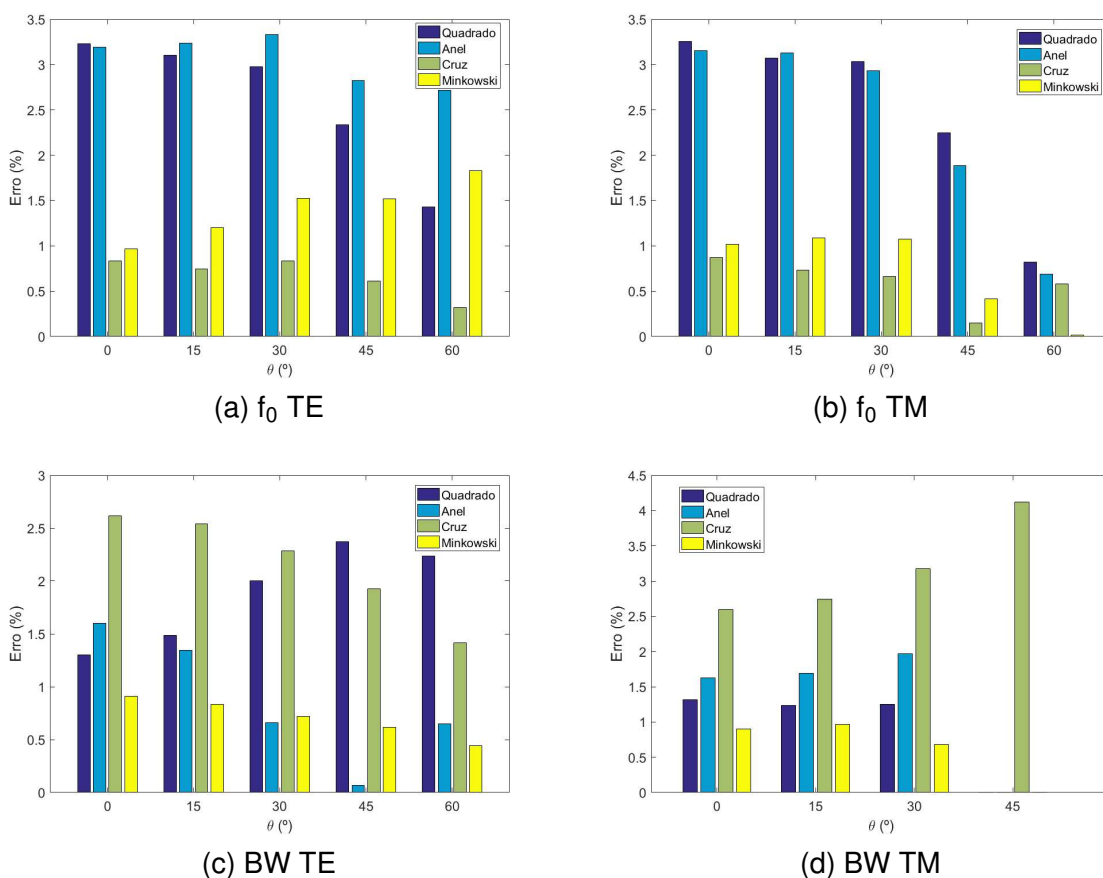 3.5
3
2.5
2
1.5
1
0.5
0
Erro (%)
0 15 30 45 60
θ (º)
Quadrado
Anel
Cruz
Minkowski
(a) f₀ TE
3.5
3
2.5
2
1.5
1
0.5
0
Erro (%)
0 15 30 45 60
θ (º)
Quadrado
Anel
Cruz
Minkowski
(b) f₀ TM
3
2.5
2
1.5
1
0.5
0
Erro (%)
0 15 30 45 60
θ (º)
Quadrado
Anel
Cruz
Minkowski
(c) BW TE
4.5
4
3.5
3
2.5
2
1.5
1
0.5
0
Erro (%)
0 15 30 45
θ (º)
Quadrado
Anel
Cruz
Minkowski
(d) BW TM